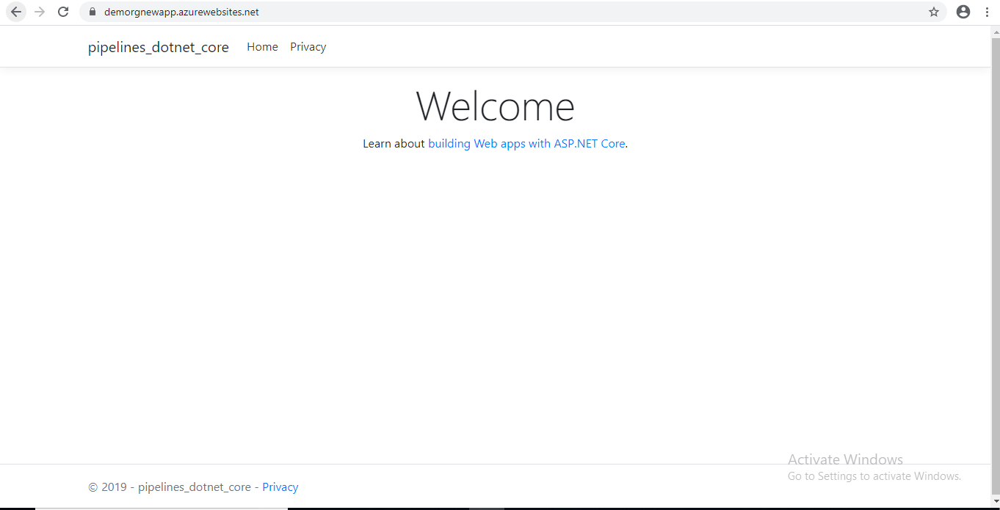 demorgnewapp.azurewebsites.net
pipelines_dotnet_core Home Privacy
Welcome
Learn about building Web apps with ASP.NET Core.
Activate Windows
Go to Settings to activate Windows.
© 2019 - pipelines_dotnet_core - Privacy